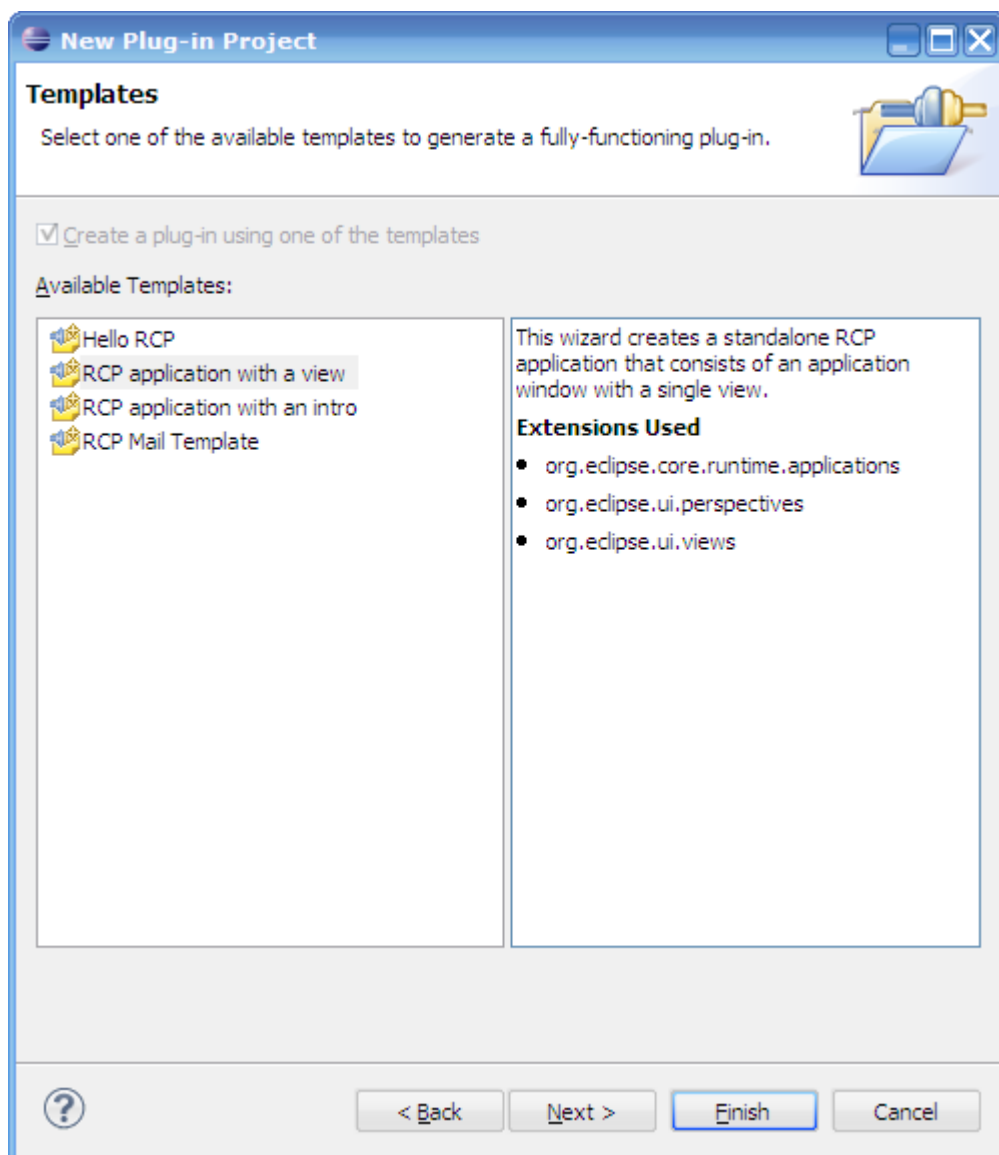 New Plug-in Project
Templates
Select one of the available templates to generate a fully-functioning plug-in.
Create a plug-in using one of the templates
Available Templates:
Hello RCP
RCP application with a view
RCP application with an intro
RCP Mail Template
This wizard creates a standalone RCP
application that consists of an application
window with a single view.
Extensions Used
• org.eclipse.core.runtime.applications
• org.eclipse.ui.perspectives
• org.eclipse.ui.views
?
< Back
Next >
Finish
Cancel